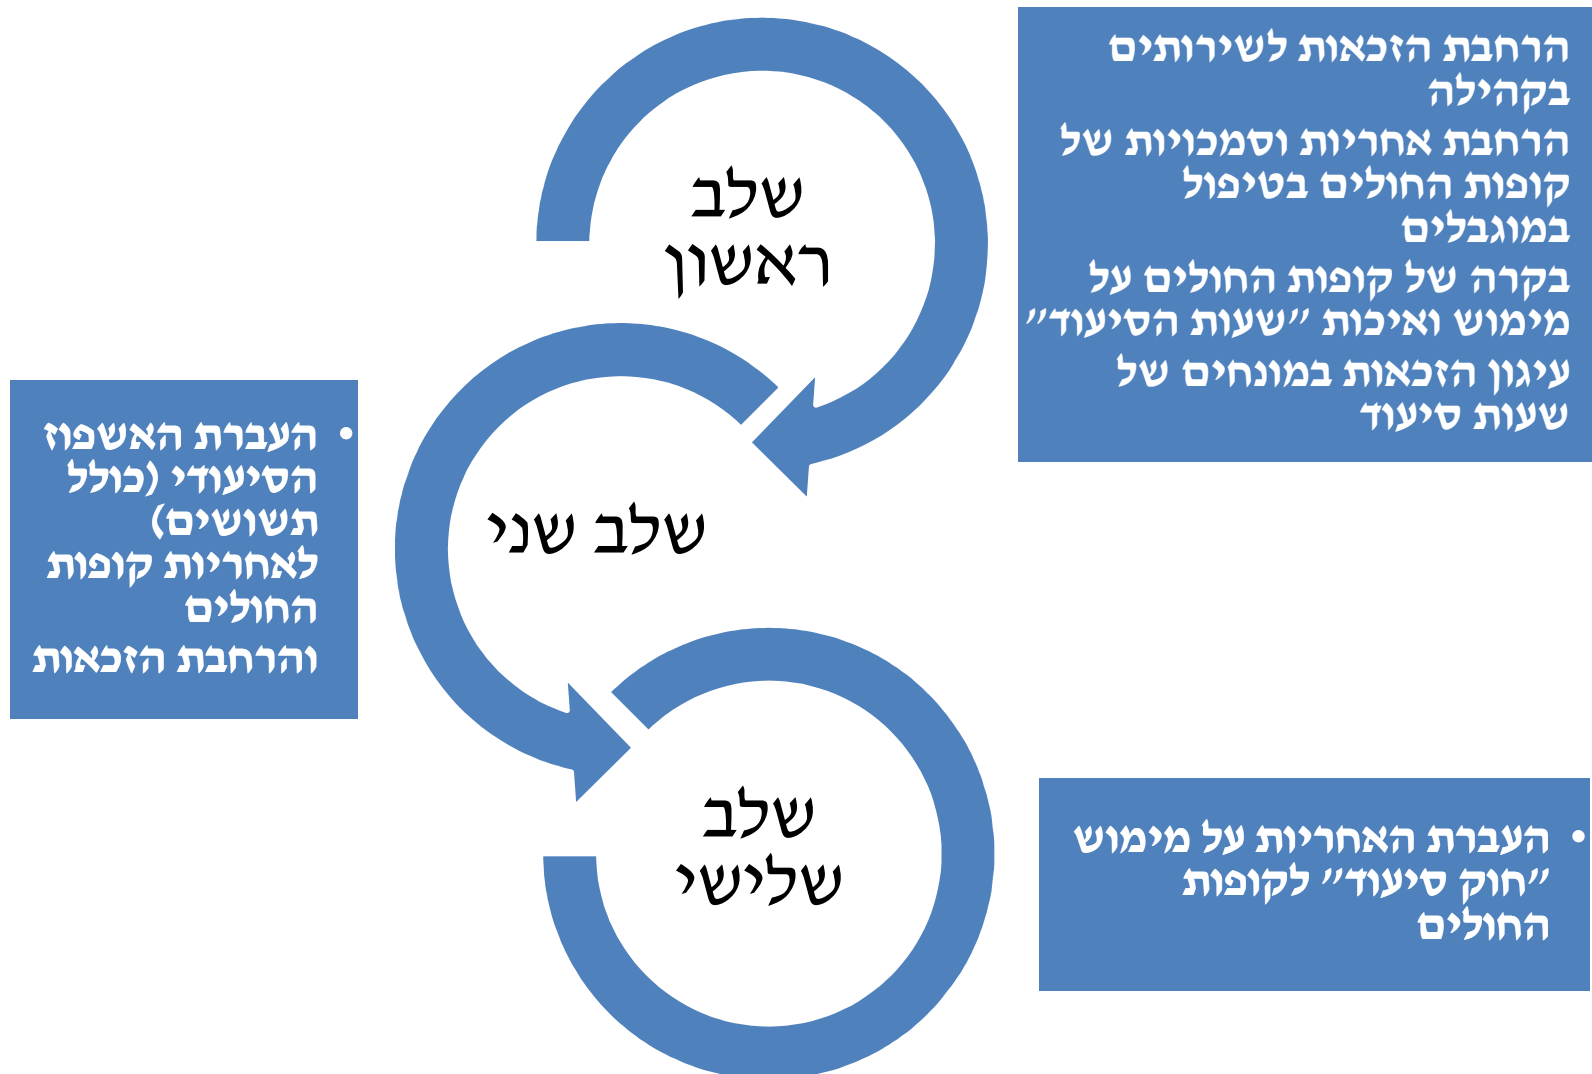 הרחבת הזכאות לשירותים
בקהילה
הרחבת אחריות וסמכויות של
קופות החולים בטיפול
במוגבלים
בקרה של קופות החולים על
מימוש ואיכות "שעות הסיעוד"
עיגון הזכאות במונחים של
שעות סיעוד
שלב
ראשון
• העברת האשפוז
הסיעודי (כולל
תשושים)
לאחריות קופות
החולים
והרחבת הזכאות
שלב שני
שלב
שלישי
• העברת האחריות על מימוש
"חוק סיעוד" לקופות
החולים